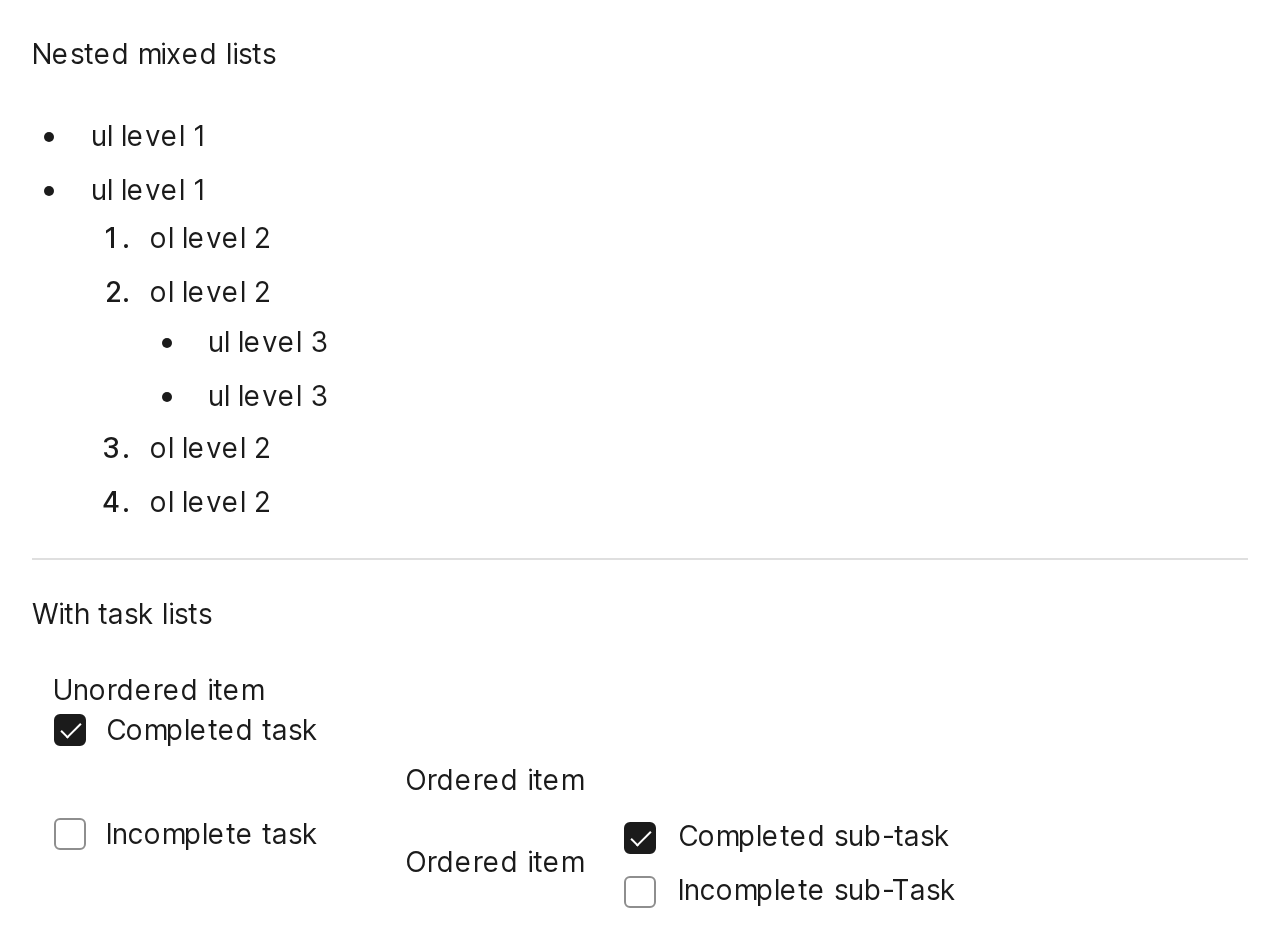 Nested mixed lists
• ul level 1
• ul level 1
1. ol level 2
2. ol level 2
• ul level 3
• ul level 3
3. ol level 2
4. ol level 2
With task lists
Unordered item
Completed task
Ordered item
Incomplete task
Completed sub-task
Ordered item
Incomplete sub-Task